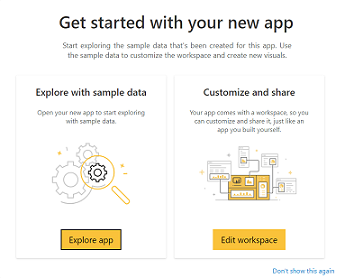 Get started with your new app
Start exploring the sample data that's been created for this app. Use
the sample data to customize the workspace and create new visuals.
Explore with sample data
Open your new app to start exploring
with sample data.
Explore app
Customize and share
Your app comes with a workspace, so you
can customize and share it, just like an
app you built yourself.
Edit workspace
Don't show this again